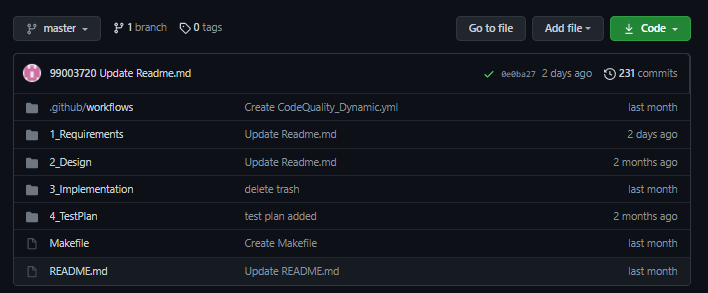 master 1 branch 0 tags Go to file Add file Code
99003720 Update Readme.md 0e0ba27 2 days ago 231 commits
.github/workflows Create CodeQuality_Dynamic.yml last month
1_Requirements Update Readme.md 2 days ago
2_Design Update Readme.md 2 months ago
3_Implementation delete trash last month
4_TestPlan test plan added 2 months ago
Makefile Create Makefile last month
README.md Update README.md last month